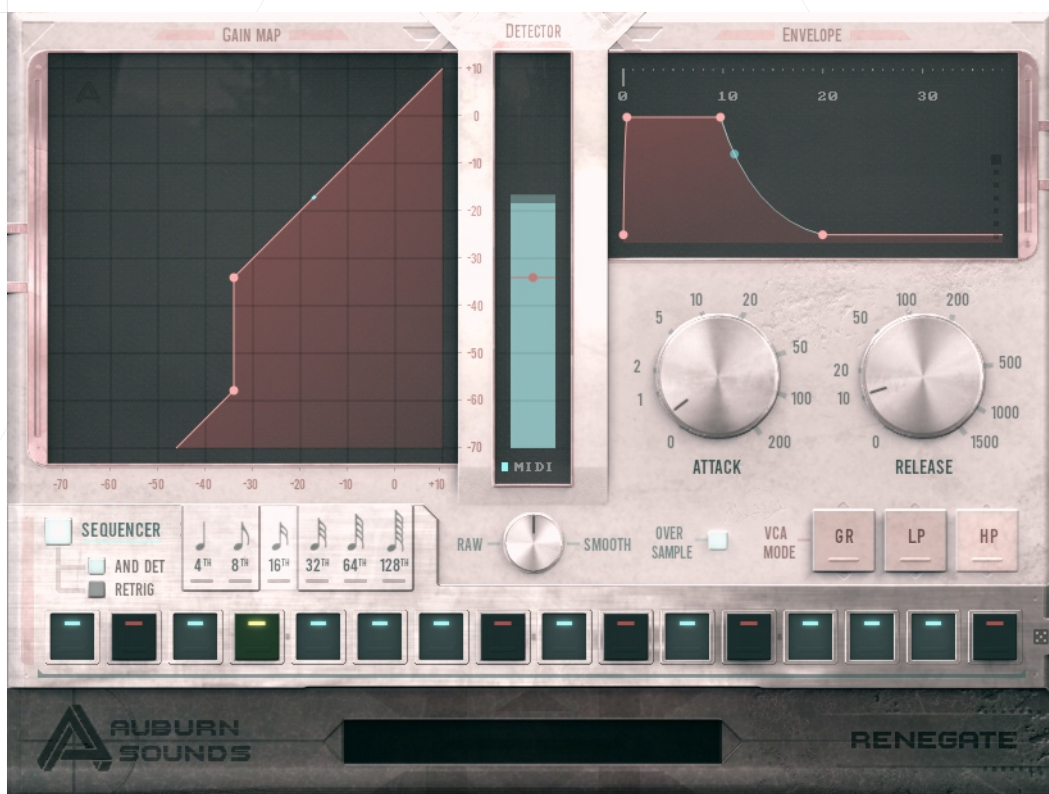 GAIN MAP
DETECTOR
ENVELOPE
+10
0
-10
-20
-30
-40
-50
-60
-70
-70 -60 -50 -40 -30 -20 -10 0 +10
MIDI
0 10 20 30
0 1 2 5 10 20 50 100 200
ATTACK
0 10 20 50 100 200 500 1000 1500
RELEASE
SEQUENCER
AND DET
RETRIG
4TH 8TH 16TH 32TH 64TH 128TH
RAW SMOOTH
OVER
SAMPLE
VCA
MODE
GR LP HP
AUBURN
SOUNDS
RENEGATE